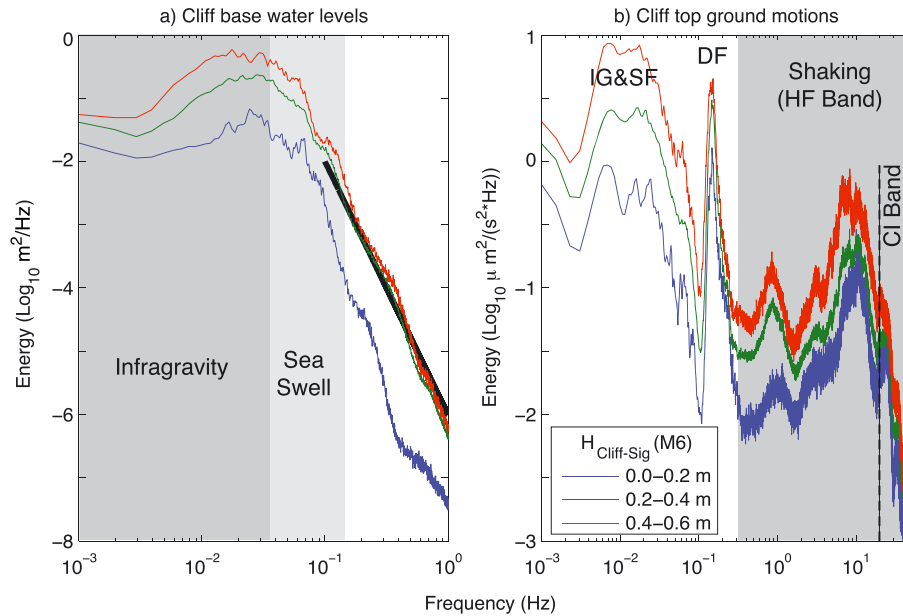 a) Cliff base water levels
b) Cliff top ground motions
0
−2
−4
−6
−8
Energy (Log10 m2/Hz)
Infragravity
Sea
Swell
10−3
10−2
10−1
100
1
0
−1
−2
−3
Energy (Log10 μ m2/(s2*Hz))
IG&SF
DF
Shaking
(HF Band)
CI Band
HCliff-Sig (M6)
0.0−0.2 m
0.2−0.4 m
0.4−0.6 m
10−3
10−2
10−1
100
101
Frequency (Hz)